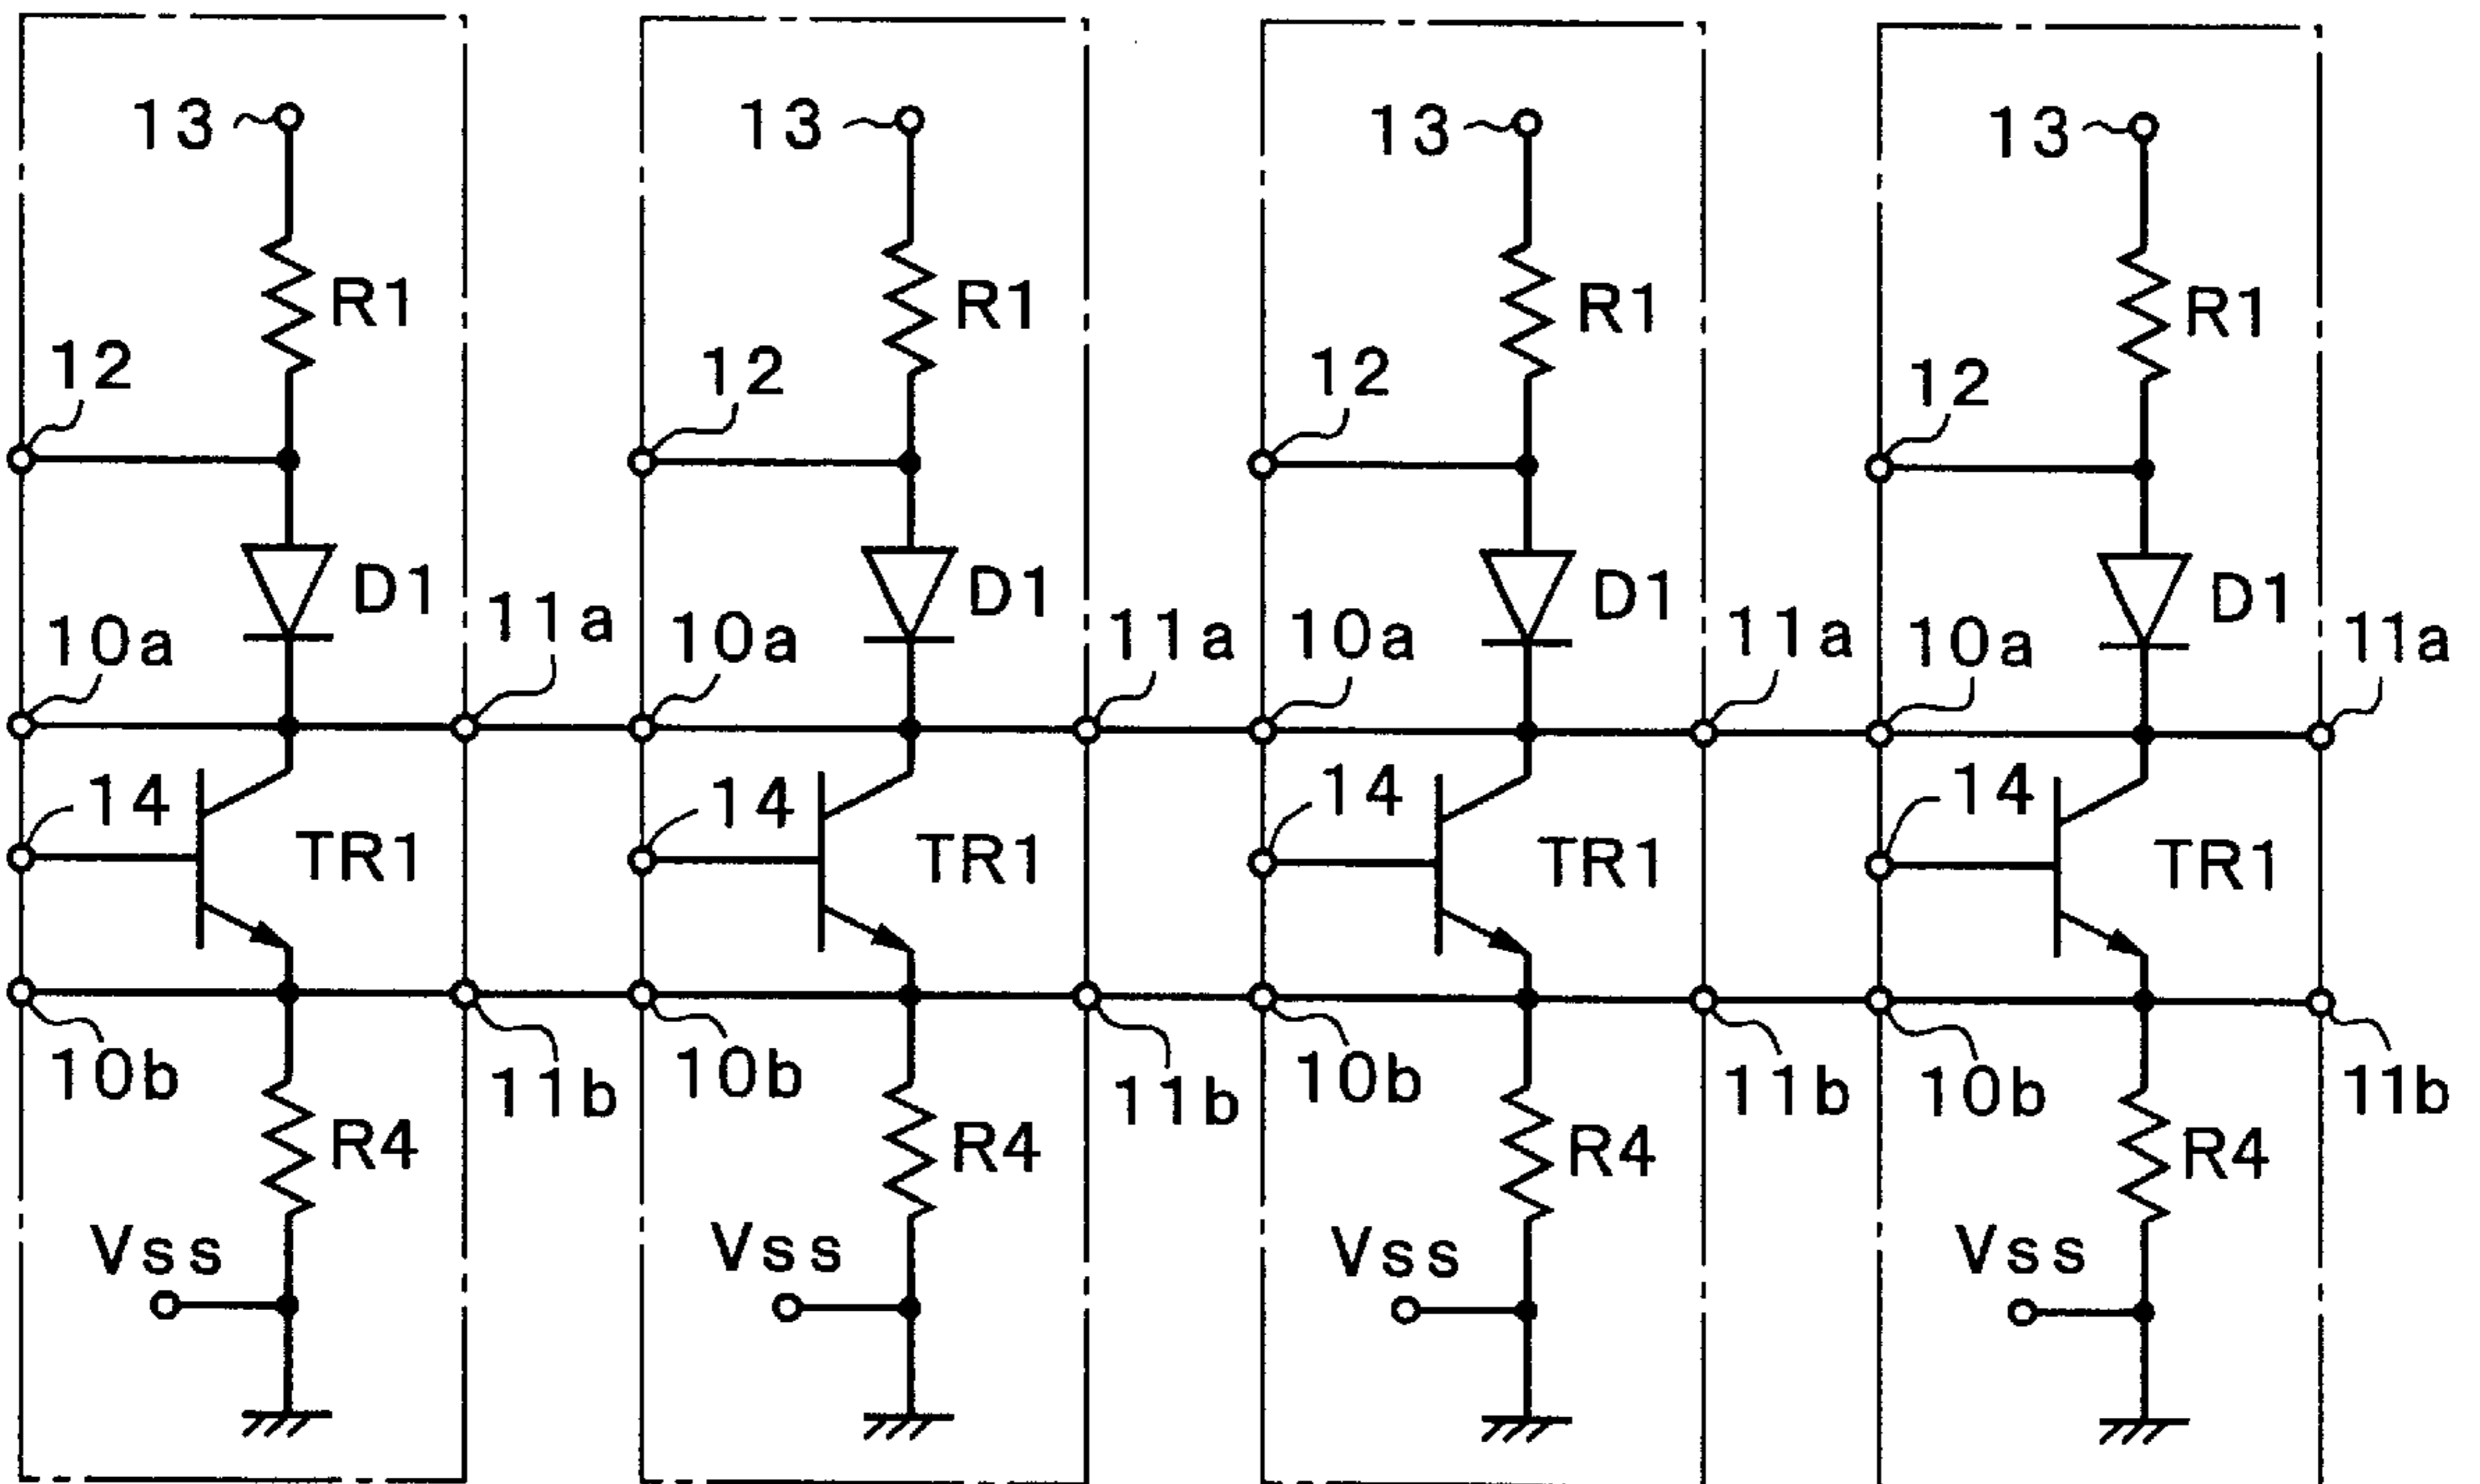 13 13 13 13
R1 R1 R1 R1
12 12 12 12
D1 D1 D1 D1
10a 11a 10a 11a 10a 11a 10a 11a
14 14 14 14
TR1 TR1 TR1 TR1
10b 11b 10b 11b 10b 11b 10b 11b
R4 R4 R4 R4
Vss Vss Vss Vss